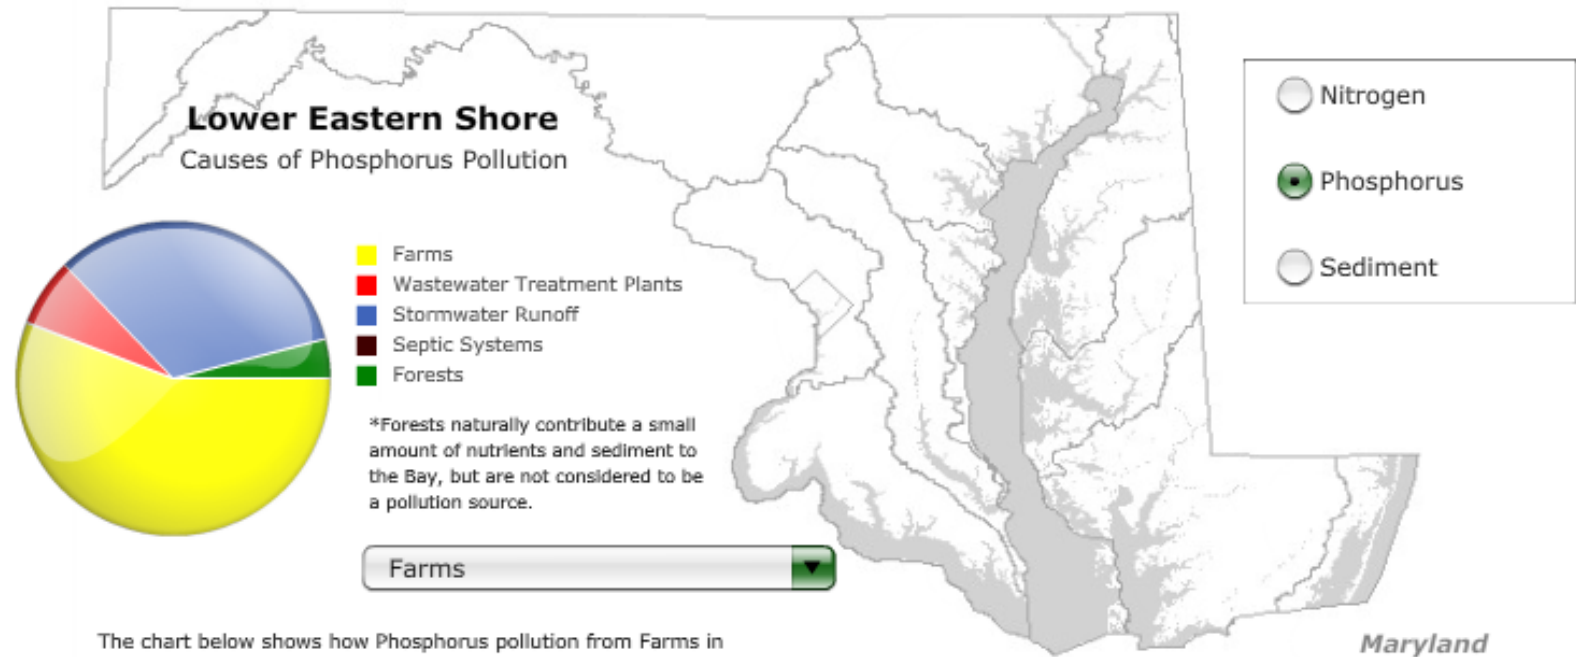 Lower Eastern Shore
Causes of Phosphorus Pollution
Farms
Wastewater Treatment Plants
Stormwater Runoff
Septic Systems
Forests
*Forests naturally contribute a small
amount of nutrients and sediment to
the Bay, but are not considered to be
a pollution source.
Farms
The chart below shows how Phosphorus pollution from Farms in
Nitrogen
Phosphorus
Sediment
Maryland